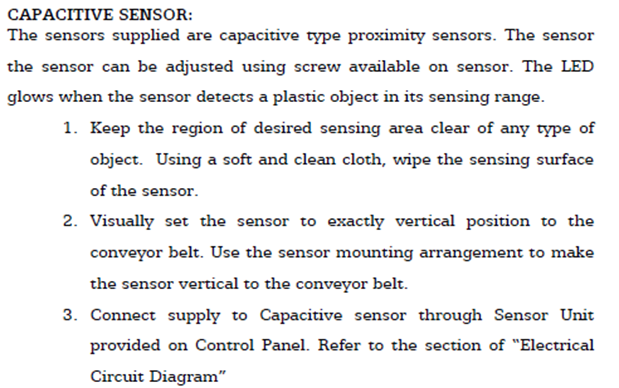 CAPACITIVE SENSOR:
The sensors supplied are capacitive type proximity sensors. The sensor
the sensor can be adjusted using screw available on sensor. The LED
glows when the sensor detects a plastic object in its sensing range.
1. Keep the region of desired sensing area clear of any type of
object. Using a soft and clean cloth, wipe the sensing surface
of the sensor.
2. Visually set the sensor to exactly vertical position to the
conveyor belt. Use the sensor mounting arrangement to make
the sensor vertical to the conveyor belt.
3. Connect supply to Capacitive sensor through Sensor Unit
provided on Control Panel. Refer to the section of “Electrical
Circuit Diagram”